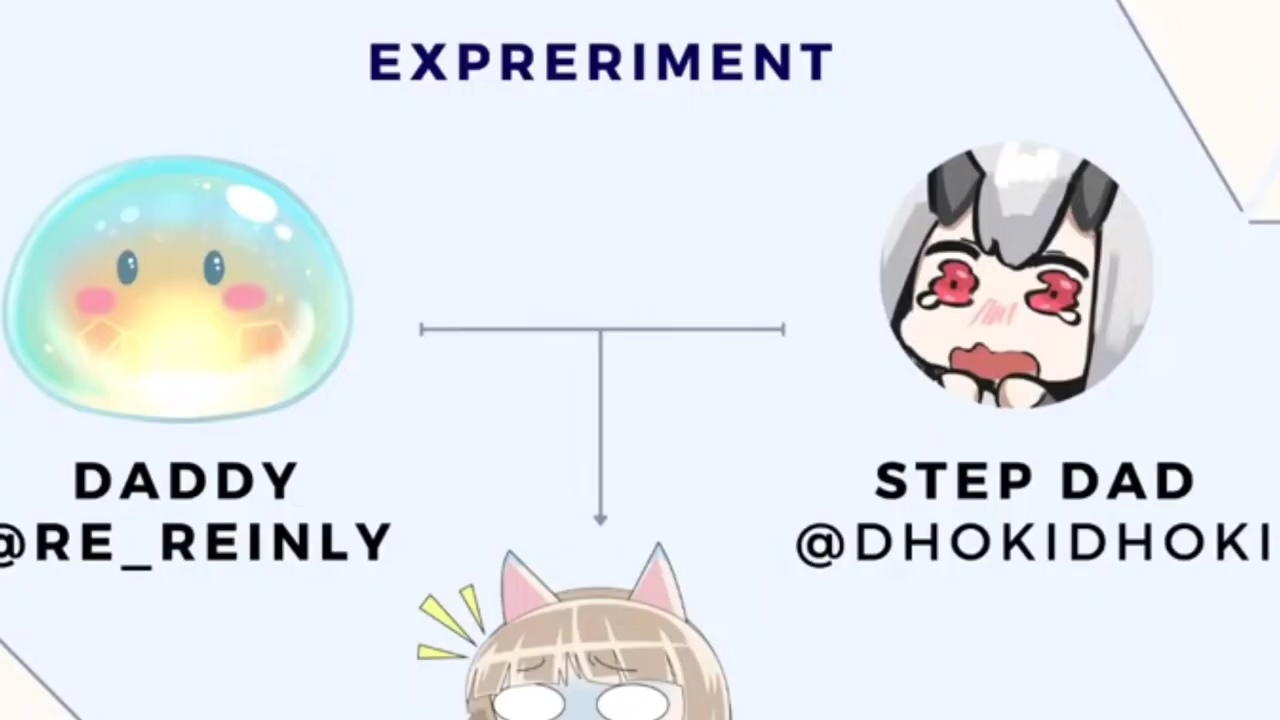 EXPRERIMENT
DADDY
@RE_REINLY
STEP DAD
@DHOKIDHOKI